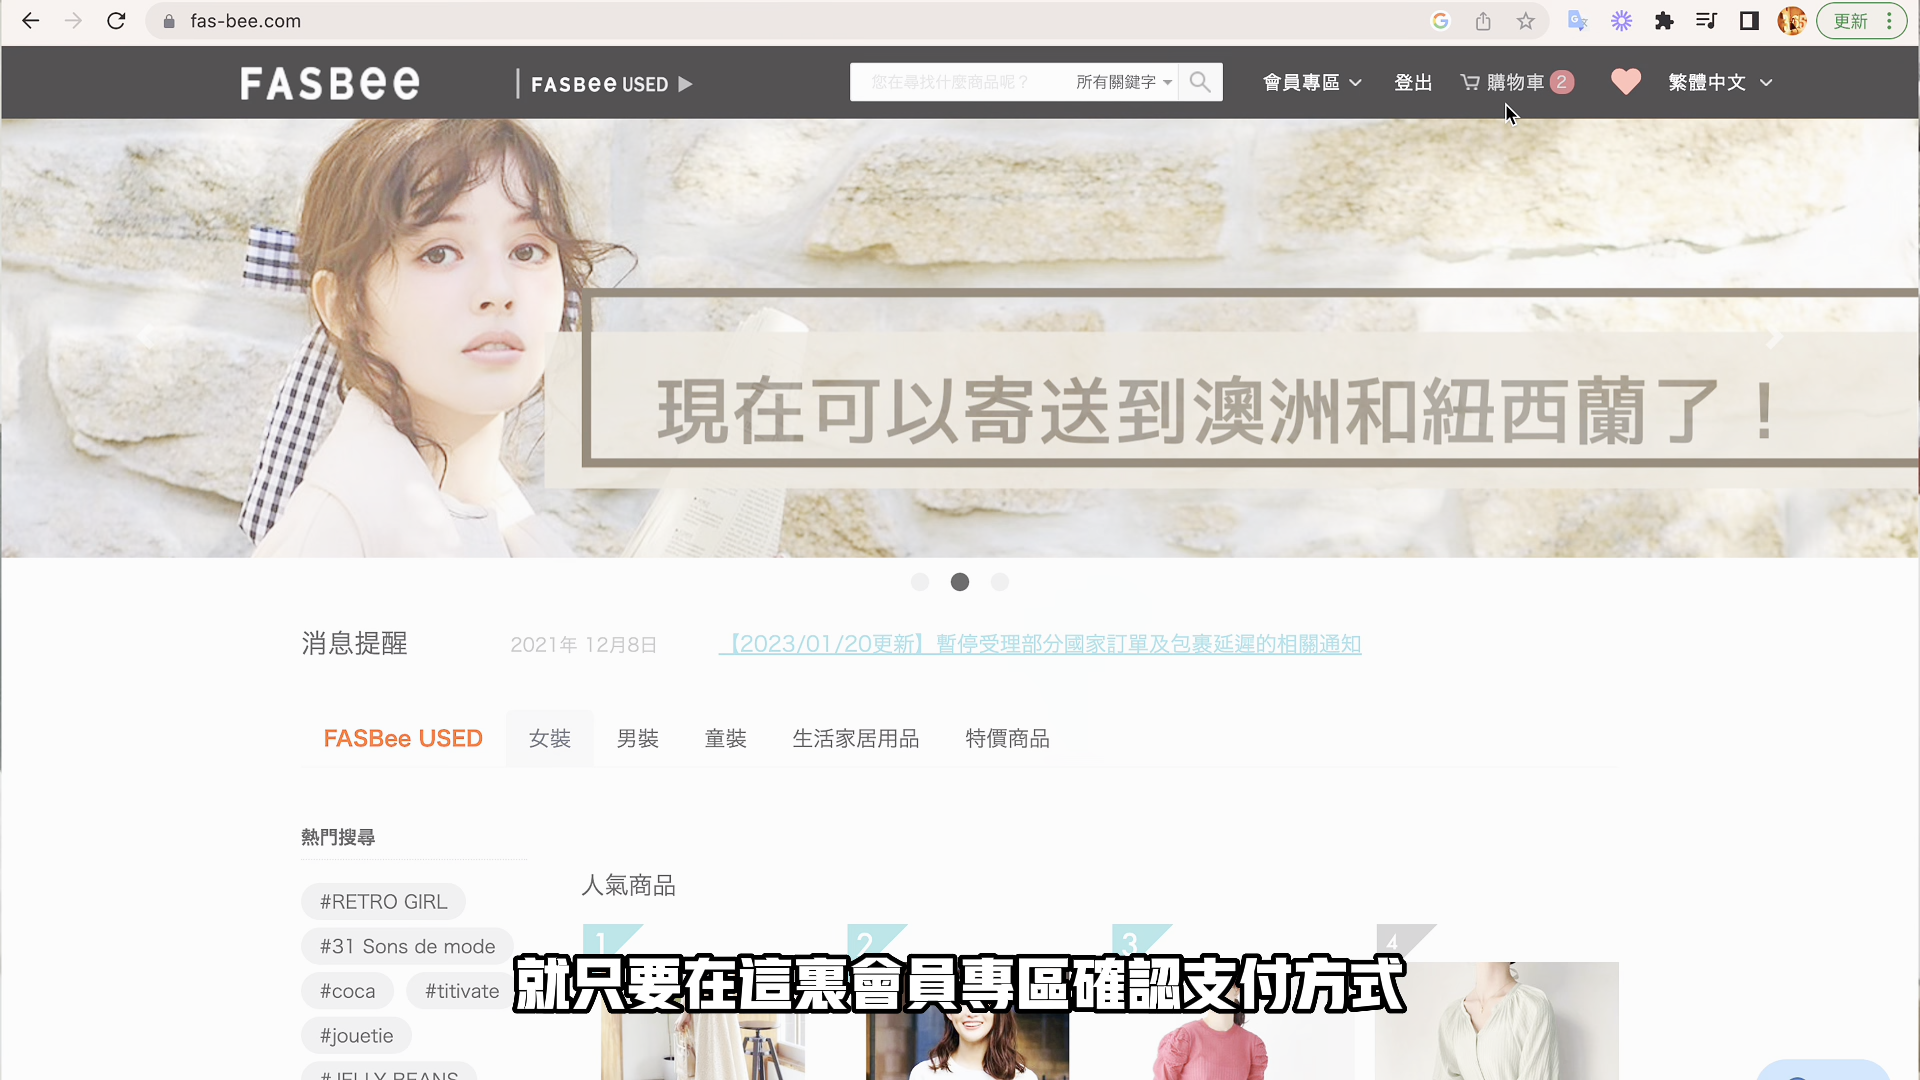 fas-bee.com
更新
FASBee
FASBee USED
您在尋找什麼商品呢？
所有關鍵字
會員專區
登出
購物車 2
繁體中文
現在可以寄送到澳洲和紐西蘭了！
消息提醒
2021年 12月8日
【2023/01/20更新】暫停受理部分國家訂單及包裹延遲的相關通知
FASBee USED
女裝
男裝
童裝
生活家居用品
特價商品
熱門搜尋
#RETRO GIRL
#31 Sons de mode
#coca
#titivate
#jouetie
#JELLY BEANS
人氣商品
1
2
3
4
就只要在這裏會員專區確認支付方式